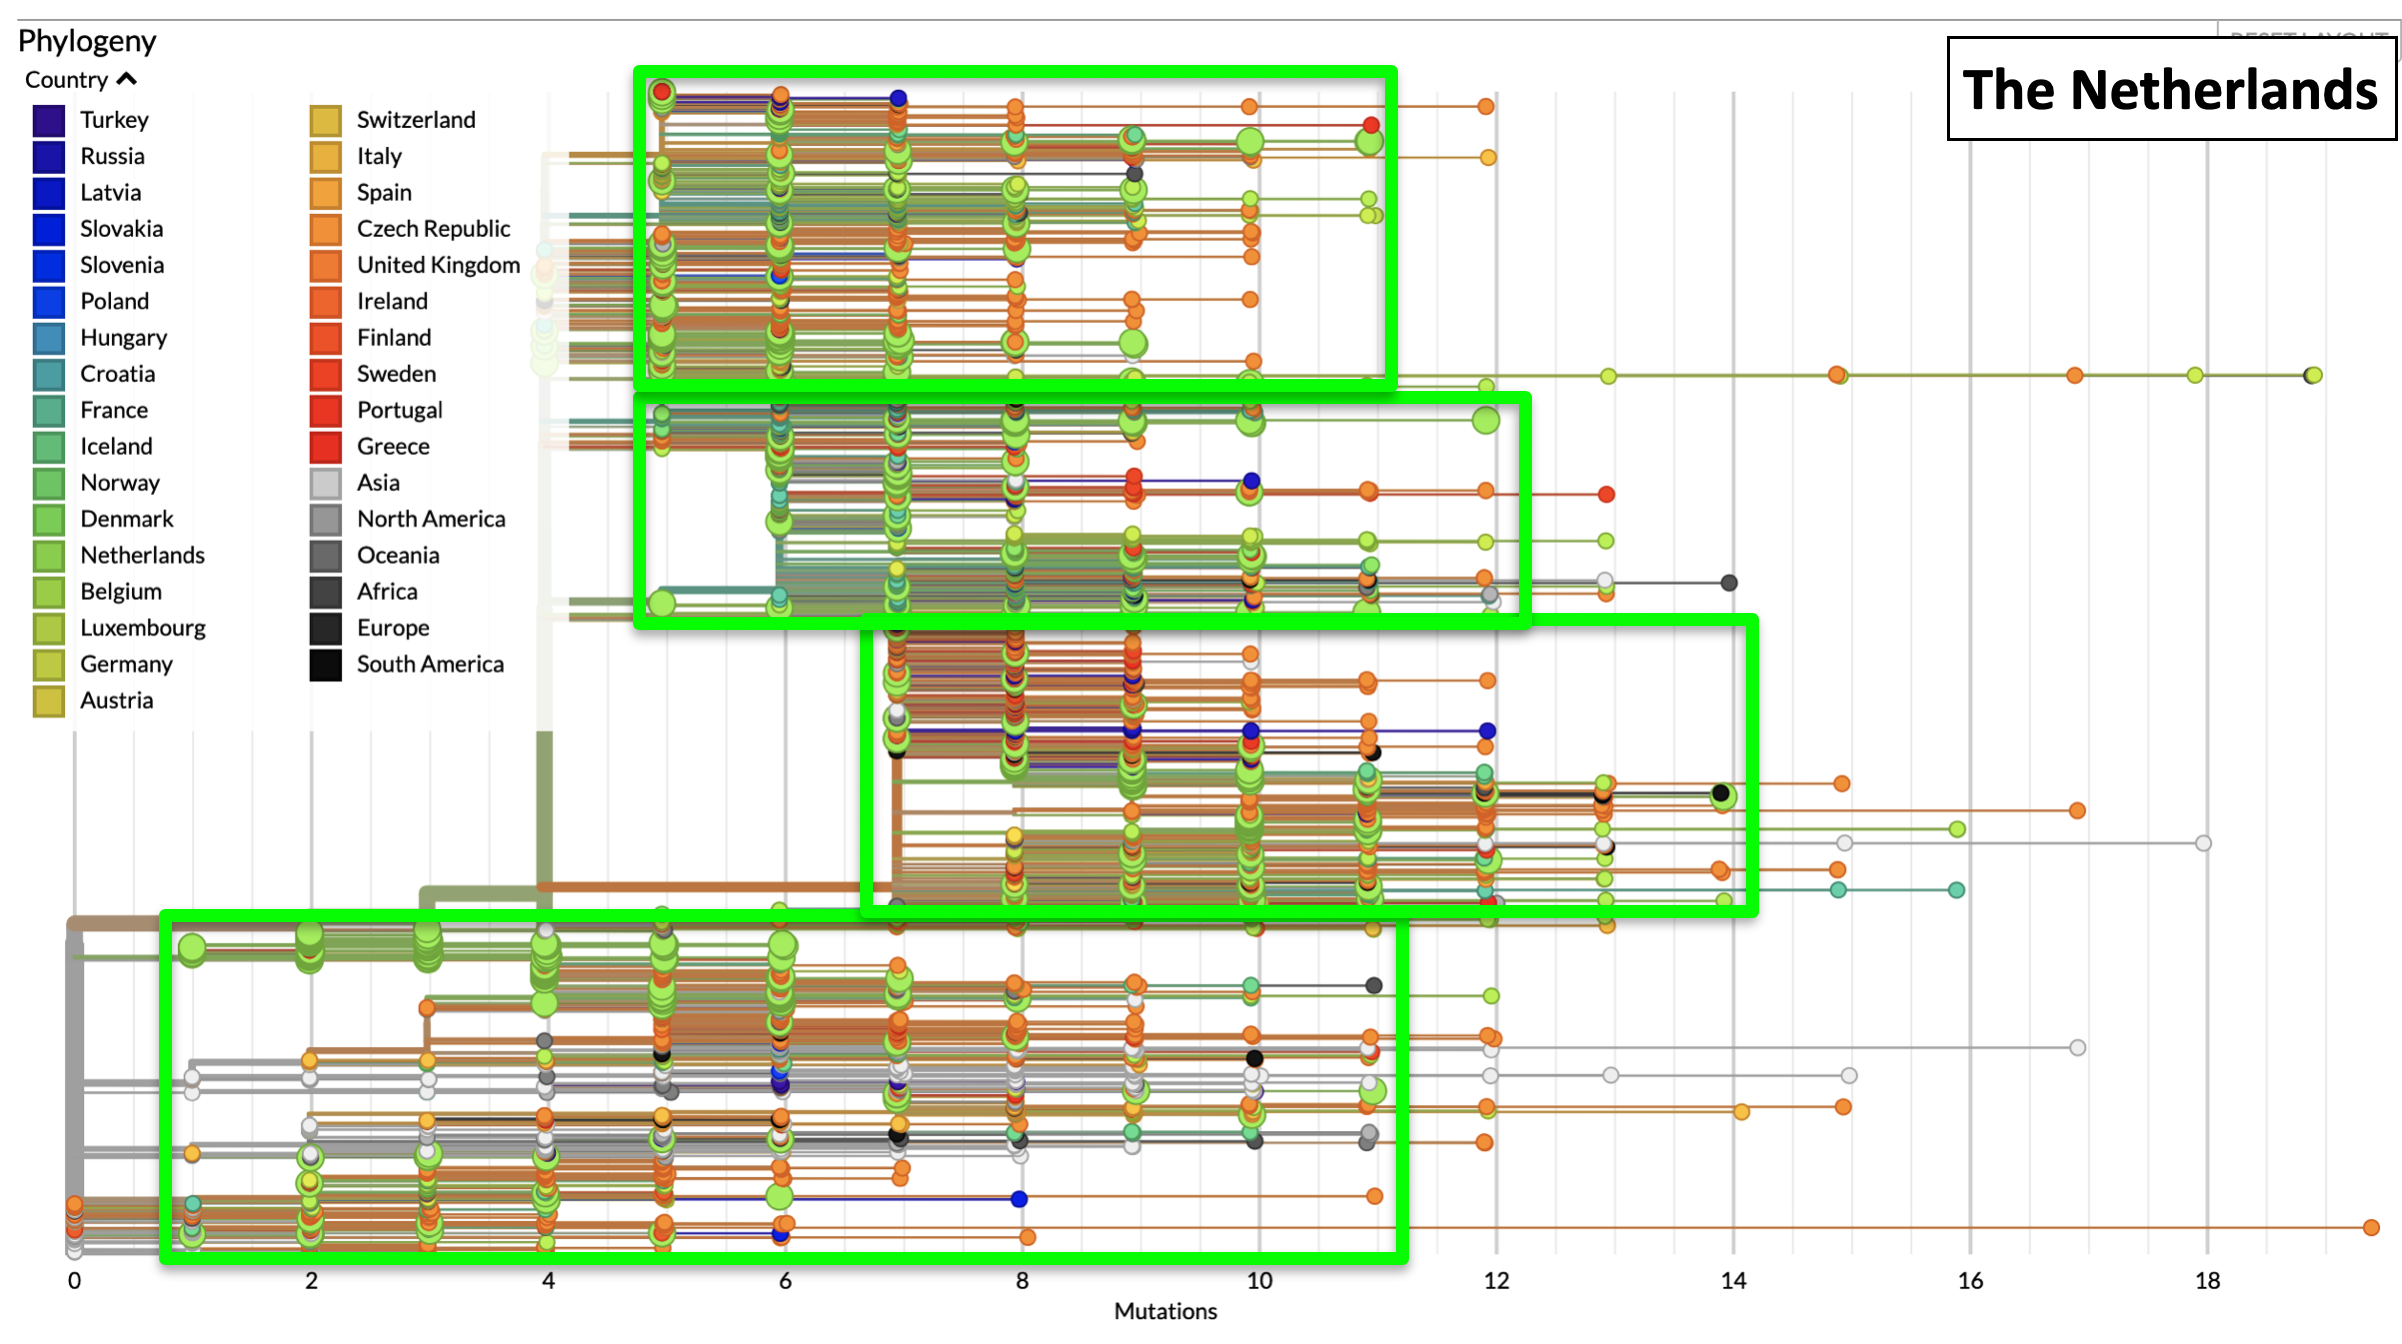 Phylogeny
RESET LAYOUT
The Netherlands
Country
Turkey
Russia
Latvia
Slovakia
Slovenia
Poland
Hungary
Croatia
France
Iceland
Norway
Denmark
Netherlands
Belgium
Luxembourg
Germany
Austria
Switzerland
Italy
Spain
Czech Republic
United Kingdom
Ireland
Finland
Sweden
Portugal
Greece
Asia
North America
Oceania
Africa
Europe
South America
0 2 4 6 8 10 12 14 16 18
Mutations